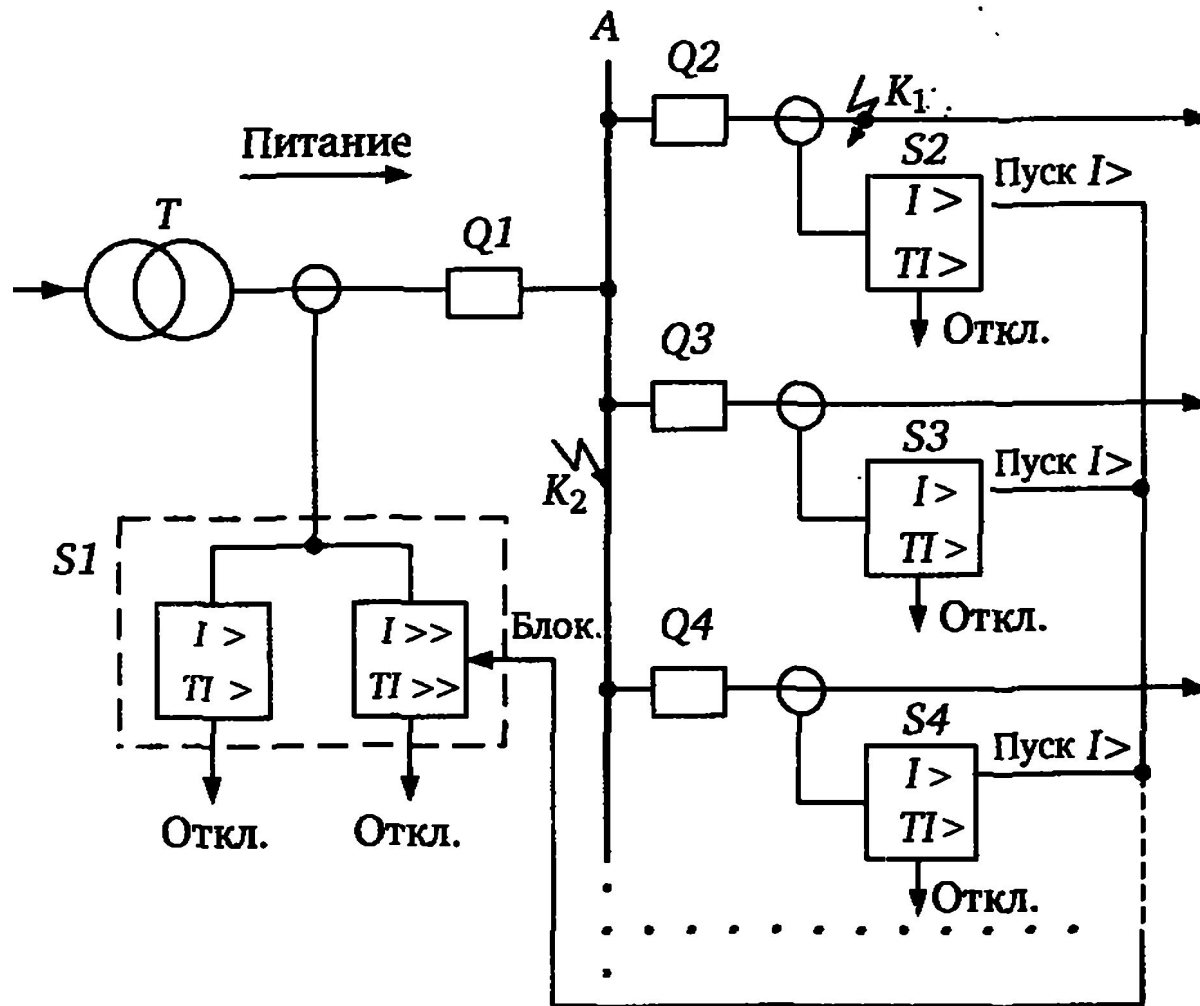 A
Q2
K₁
Питание
S2
Пуск I>
T
I >
Q1
TI >
Откл.
Q3
S3
Пуск I>
K₂
I >
TI >
S1
Откл.
Q4
Блок.
I >
I >>
TI >
TI >>
S4
Пуск I>
I >
TI >
Откл.
Откл.
Откл.